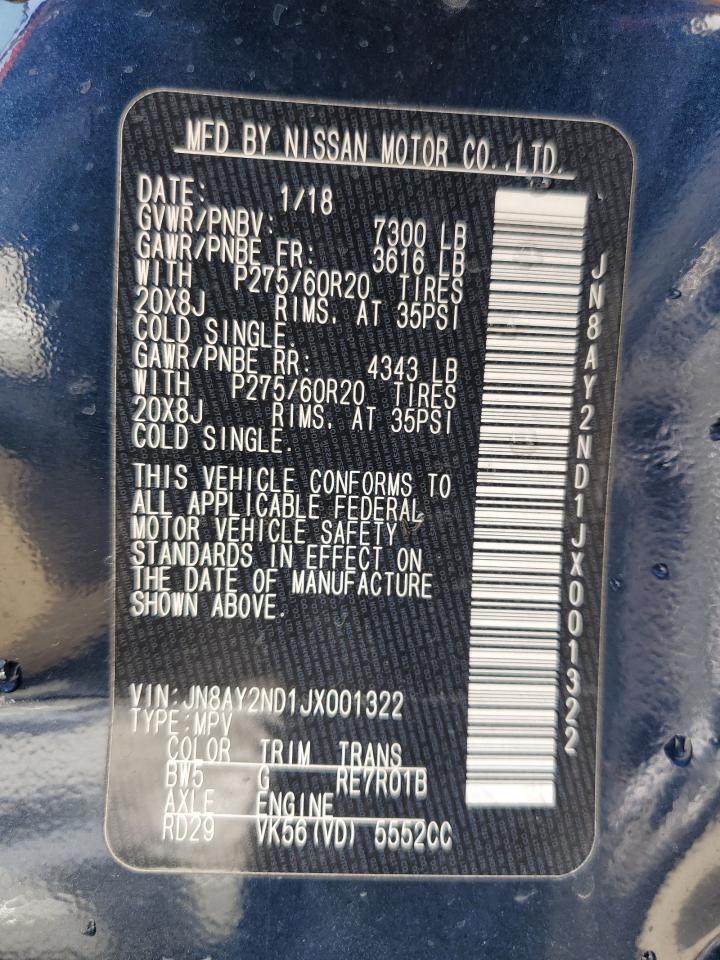 MFD BY NISSAN MOTOR CO.,LTD.
DATE: 1/18
GVWR/PNBV: 7300 LB
GAWR/PNBE FR: 3616 LB
WITH P275/60R20 TIRES
20X8J RIMS, AT 35PSI
COLD SINGLE.
GAWR/PNBE RR: 4343 LB
WITH P275/60R20 TIRES
20X8J RIMS, AT 35PSI
COLD SINGLE.
THIS VEHICLE CONFORMS TO
ALL APPLICABLE FEDERAL
MOTOR VEHICLE SAFETY
STANDARDS IN EFFECT ON
THE DATE OF MANUFACTURE
SHOWN ABOVE.
VIN:JN8AY2ND1JX001322
TYPE:MPV
COLOR TRIM TRANS
BW5 G RE7R01B
AXLE ENGINE
RD29 VK56(VD) 5552CC
JN8AY2ND1JX001322